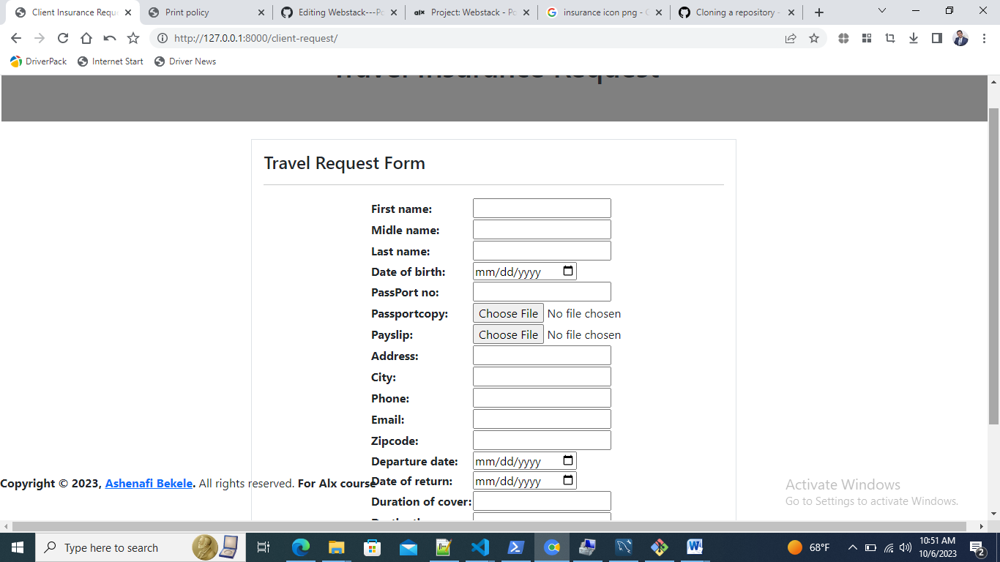 Client Insurance Reque
Print policy
Editing Webstack---Po
alx Project: Webstack - Po
insurance icon png - G
Cloning a repository -
http://127.0.0.1:8000/client-request/
DriverPack Internet Start Driver News
Travel Insurance Request
Travel Request Form
First name:
Midle name:
Last name:
Date of birth: mm/dd/yyyy
PassPort no:
Passportcopy: Choose File No file chosen
Payslip: Choose File No file chosen
Address:
City:
Phone:
Email:
Zipcode:
Departure date: mm/dd/yyyy
Copyright © 2023, Ashenafi Bekele. All rights reserved. For Alx course
Date of return: mm/dd/yyyy
Duration of cover:
Activate Windows
Go to Settings to activate Windows.
Type here to search
68°F
10:51 AM
10/6/2023
2